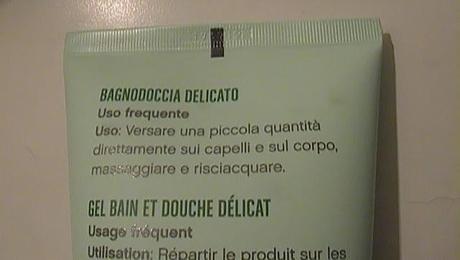 BAGNODOCCIA DELICATO
Uso frequente
Uso: Versare una piccola quantità
direttamente sui capelli e sul corpo,
massaggiare e risciacquare.
GEL BAIN ET DOUCHE DÉLICAT
Usage fréquent
Utilisation: Répartir le produit sur les